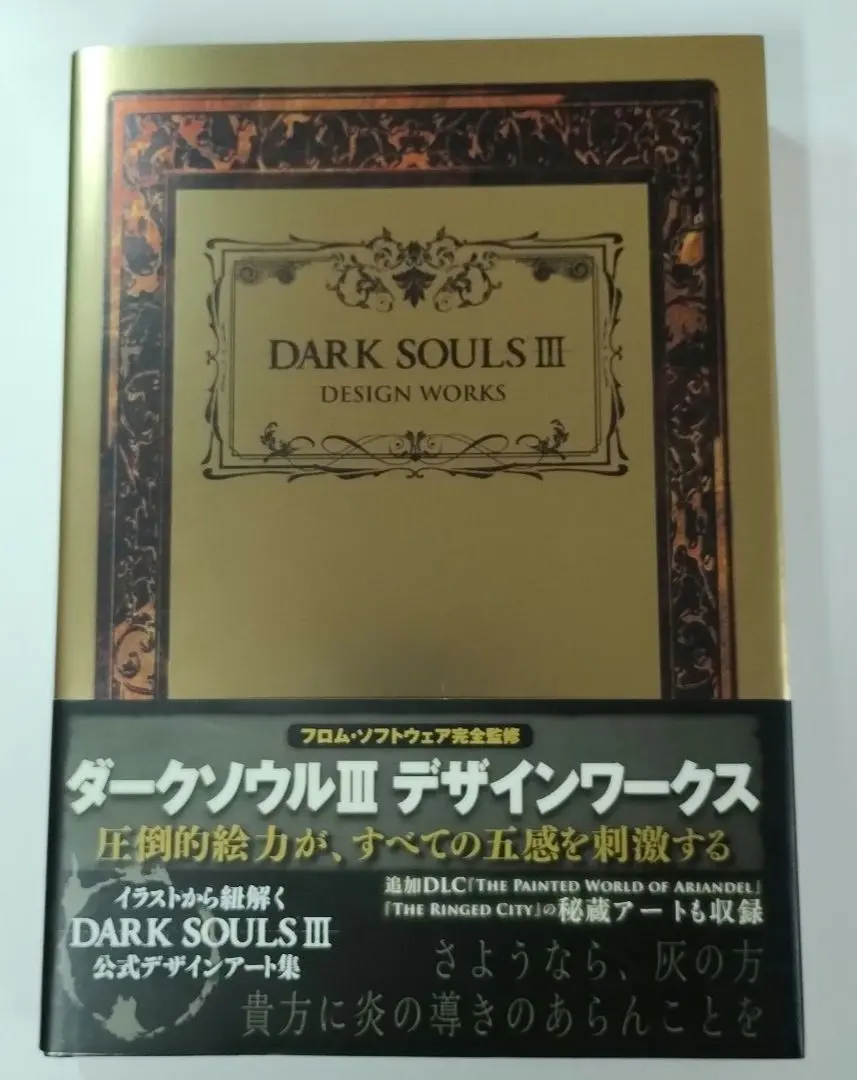 DARK SOULS III
DESIGN WORKS
フロム・ソフトウェア完全監修
ダークソウルⅢ デザインワークス
圧倒的絵力が、すべての五感を刺激する
イラストから紐解く
DARK SOULS Ⅲ
公式デザインアート集
追加DLC『THE PAINTED WORLD OF ARIANDEL』
『THE RINGED CITY』の秘蔵アートも収録
さようなら、灰の方
貴方に炎の導きのあらんことを